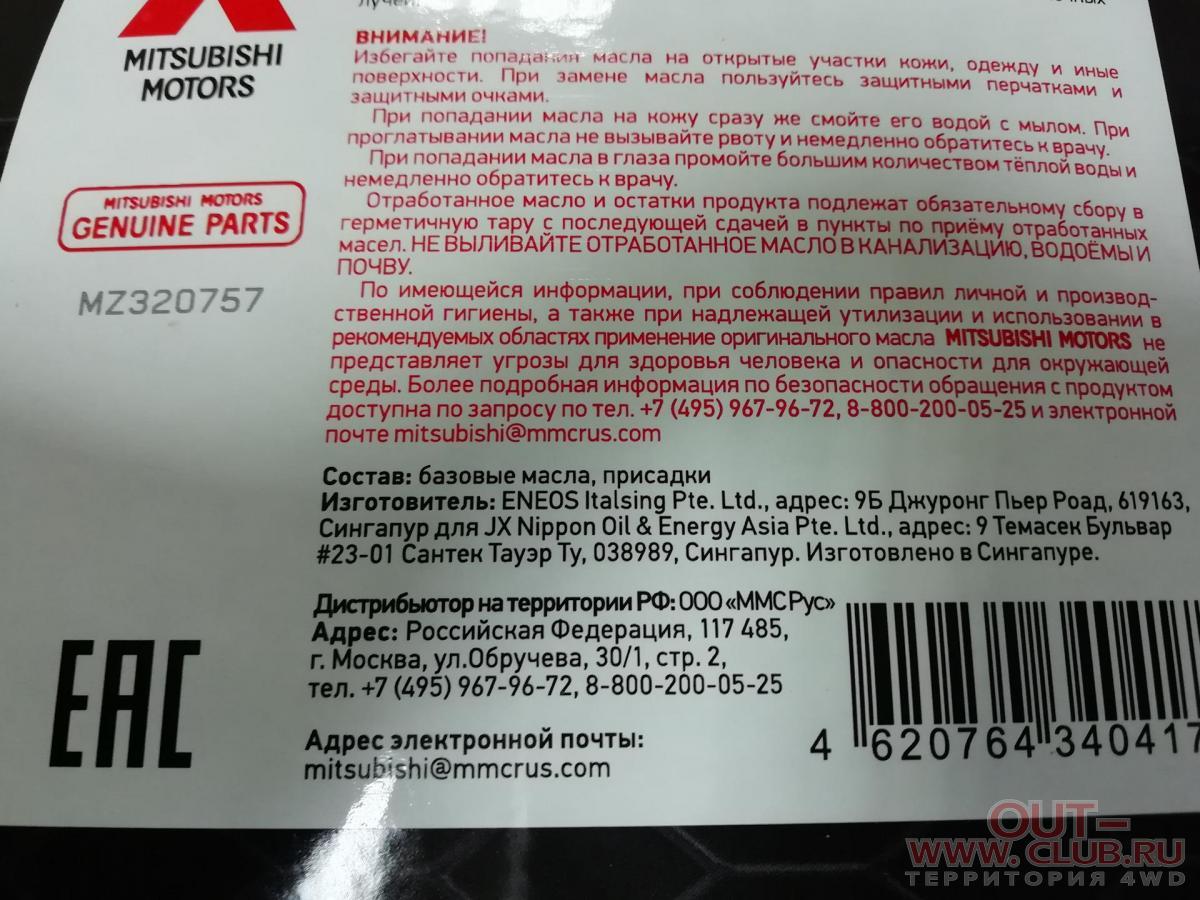 лучей.
MITSUBISHI
MOTORS
MITSUBISHI MOTORS
GENUINE PARTS
MZ320757
ВНИМАНИЕ!
Избегайте попадания масла на открытые участки кожи, одежду и иные
поверхности. При замене масла пользуйтесь защитными перчатками и
защитными очками.
При попадании масла на кожу сразу же смойте его водой с мылом. При
проглатывании масла не вызывайте рвоту и немедленно обратитесь к врачу.
При попадании масла в глаза промойте большим количеством тёплой воды и
немедленно обратитесь к врачу.
Отработанное масло и остатки продукта подлежат обязательному сбору в
герметичную тару с последующей сдачей в пункты по приёму отработанных
масел. НЕ ВЫЛИВАЙТЕ ОТРАБОТАННОЕ МАСЛО В КАНАЛИЗАЦИЮ, ВОДОЁМЫ И
ПОЧВУ.
По имеющейся информации, при соблюдении правил личной и производ-
ственной гигиены, а также при надлежащей утилизации и использовании в
рекомендуемых областях применение оригинального масла MITSUBISHI MOTORS не
представляет угрозы для здоровья человека и опасности для окружающей
среды. Более подробная информация по безопасности обращения с продуктом
доступна по запросу по тел. +7 (495) 967-96-72, 8-800-200-05-25 и электронной
почте mitsubishi@mmcrus.com
Состав: базовые масла, присадки
Изготовитель: ENEOS Italsing Pte. Ltd., адрес: 9Б Джуронг Пьер Роад, 619163,
Сингапур для JX Nippon Oil & Energy Asia Pte. Ltd., адрес: 9 Темасек Бульвар
#23-01 Сантек Тауэр Ту, 038989, Сингапур. Изготовлено в Сингапуре.
Дистрибьютор на территории РФ: ООО «ММС Рус»
Адрес: Российская Федерация, 117 485,
г. Москва, ул.Обручева, 30/1, стр. 2,
тел. +7 (495) 967-96-72, 8-800-200-05-25
Адрес электронной почты:
mitsubishi@mmcrus.com
EAC
4 620764 340417
OUT-
WWW.CLUB.RU
ТЕРРИТОРИЯ 4WD